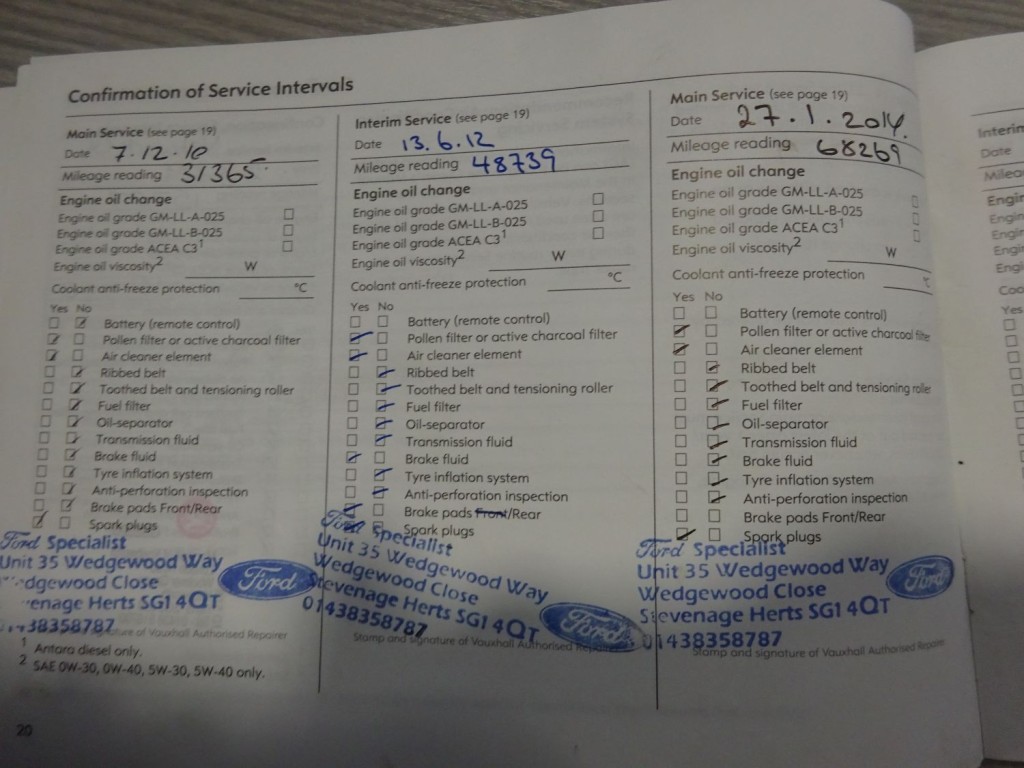 Confirmation of Service Intervals
Main Service (see page 19)
Date 7.12.10
Mileage reading 31365
Engine oil change
Engine oil grade GM-LL-A-025
Engine oil grade GM-LL-B-025
Engine oil grade ACEA C3¹
Engine oil viscosity² W
Coolant anti-freeze protection °C
Yes No
Battery (remote control)
Pollen filter or active charcoal filter
Air cleaner element
Ribbed belt
Toothed belt and tensioning roller
Fuel filter
Oil-separator
Transmission fluid
Brake fluid
Tyre inflation system
Anti-perforation inspection
Brake pads Front/Rear
Spark plugs
Ford Specialist
Unit 35 Wedgewood Way
Close
Herts SG1 4QT
38358787
Ford
signature of Vauxhall Authorised Repairer
1 Antara diesel only.
2 SAE 0W-30, 0W-40, 5W-30, 5W-40 only.
20
Interim Service (see page 19)
Date 13.6.12
Mileage reading 48739
Engine oil change
Engine oil grade GM-LL-A-025
Engine oil grade GM-LL-B-025
Engine oil grade ACEA C3¹
Engine oil viscosity² W
Coolant anti-freeze protection °C
Yes No
Battery (remote control)
Pollen filter or active charcoal filter
Air cleaner element
Ribbed belt
Toothed belt and tensioning roller
Fuel filter
Oil-separator
Transmission fluid
Brake fluid
Tyre inflation system
Anti-perforation inspection
Brake pads Front/Rear
Spark plugs
Ford Specialist
Unit 35 Wedgewood Way
Wedgewood Close
Stevenage Herts SG1 4QT
01438358787
Ford
Stamp and signature of Vauxhall Authorised Repairer
Main Service (see page 19)
Date 27.1.2014.
Mileage reading 68269
Engine oil change
Engine oil grade GM-LL-A-025
Engine oil grade GM-LL-B-025
Engine oil grade ACEA C3¹
Engine oil viscosity² W
Coolant anti-freeze protection °C
Yes No
Battery (remote control)
Pollen filter or active charcoal filter
Air cleaner element
Ribbed belt
Toothed belt and tensioning roller
Fuel filter
Oil-separator
Transmission fluid
Brake fluid
Tyre inflation system
Anti-perforation inspection
Brake pads Front/Rear
Spark plugs
Ford Specialist
Unit 35 Wedgewood Way
Wedgewood Close
Stevenage Herts SG1 4QT
01438358787
Ford
Stamp and signature of Vauxhall Authorised Repairer
Interim
Date
Yes